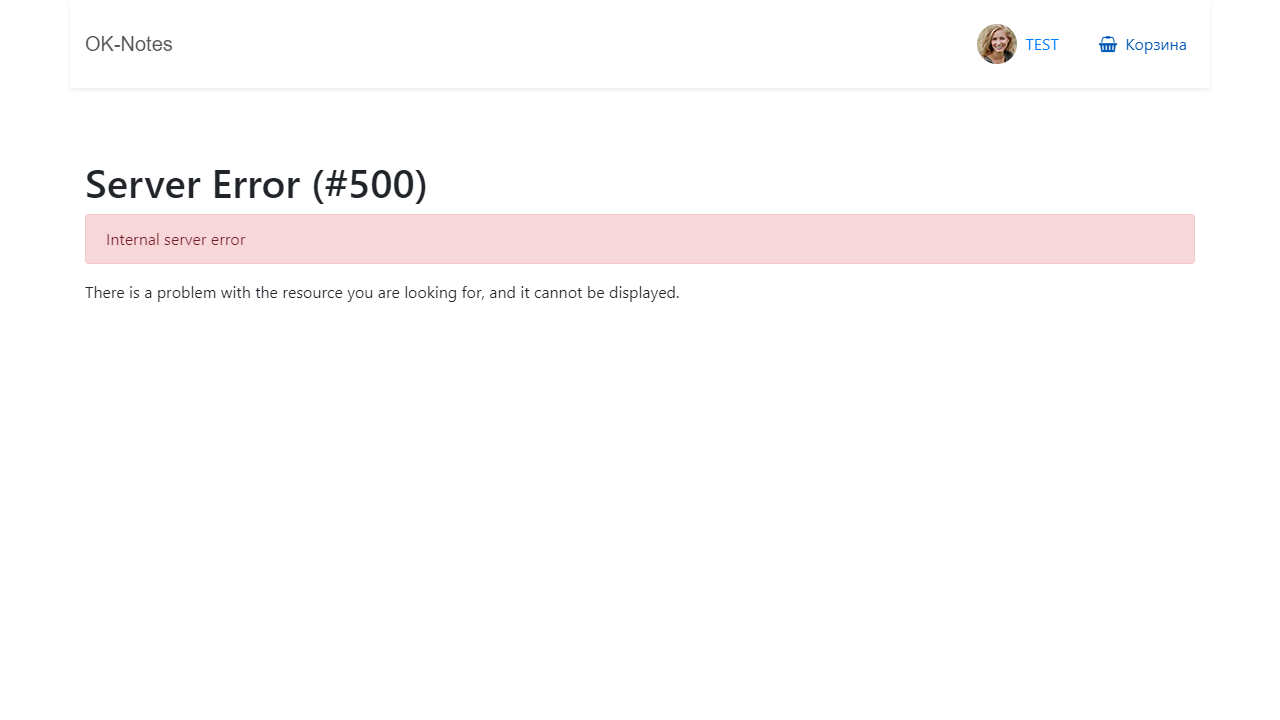 OK-Notes
TEST
Корзина
Server Error (#500)
Internal server error
There is a problem with the resource you are looking for, and it cannot be displayed.